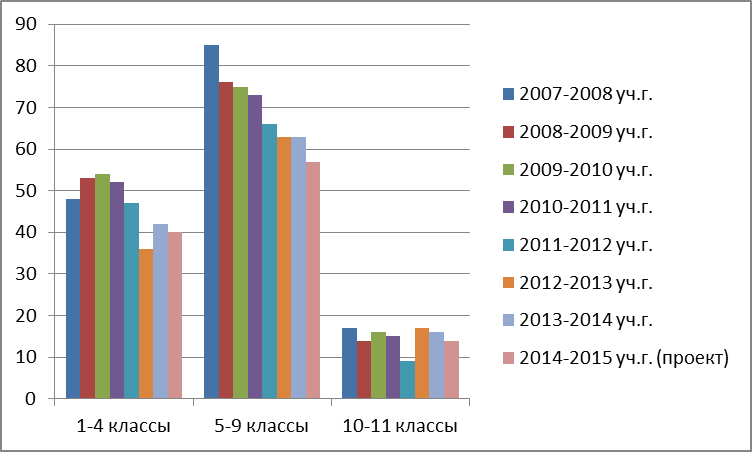 90
80
70
60
50
40
30
20
10
0
1-4 классы
5-9 классы
10-11 классы
2007-2008 уч.г.
2008-2009 уч.г.
2009-2010 уч.г.
2010-2011 уч.г.
2011-2012 уч.г.
2012-2013 уч.г.
2013-2014 уч.г.
2014-2015 уч.г. (проект)